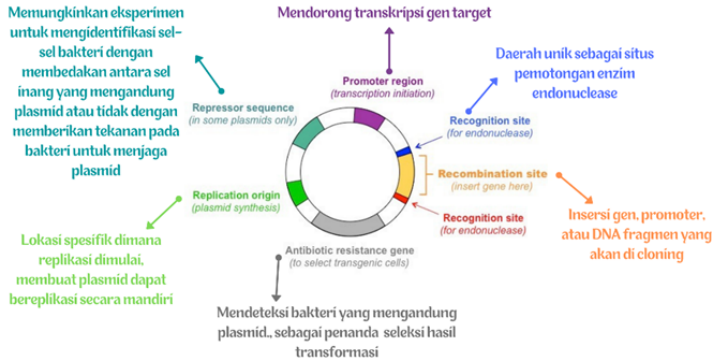 Memungkinkan eksperimen
untuk mengidentifikasi sel-
sel bakteri dengan
membedakan antara sel
inang yang mengandung
plasmid atau tidak dengan
memberikan tekanan pada
bakteri untuk menjaga
plasmid
Mendorong transkripsi gen target
Daerah unik sebagai situs
pemotongan enzim
endonuclease
Promoter region
(transcription initiation)
Repressor sequence
(in some plasmids only)
Recognition site
(for endonuclease)
Recombination site
(insert gene here)
Replication origin
(plasmid synthesis)
Recognition site
(for endonuclease)
Insersi gen, promoter,
atau DNA fragmen yang
akan di cloning
Lokasi spesifik dimana
replikasi dimulai,
membuat plasmid dapat
bereplikasi secara mandiri
Antibiotic resistance gene
(to select transgenic cells)
Mendeteksi bakteri yang mengandung
plasmid., sebagai penanda seleksi hasil
transformasi